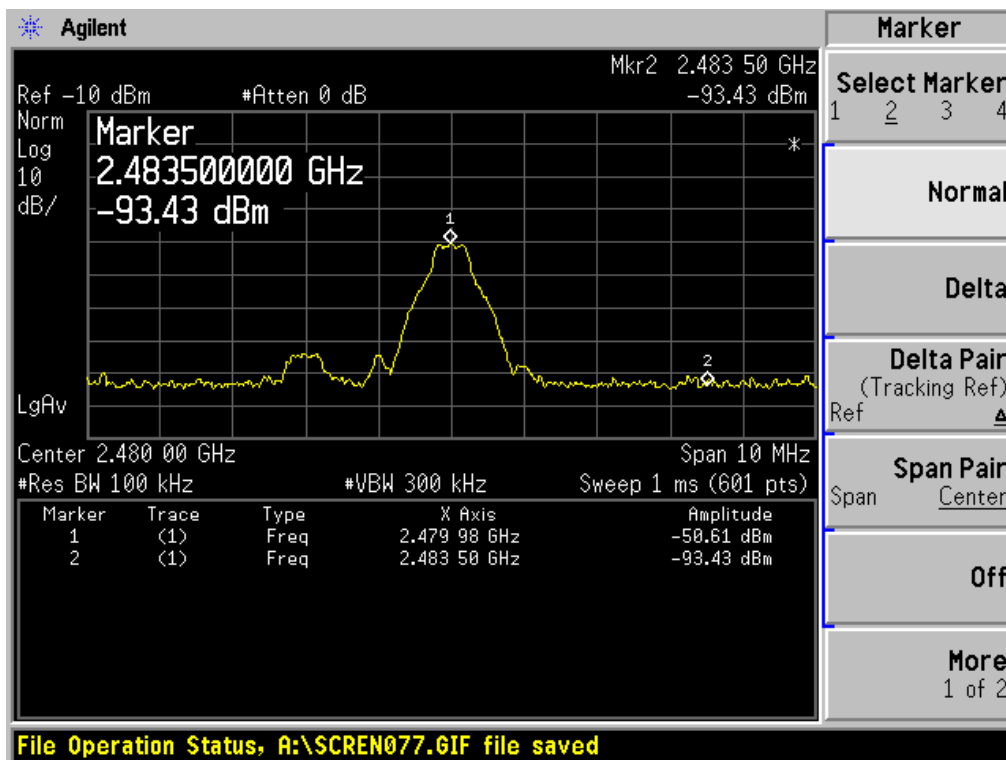 Agilent
Marker
Mkr2 2.483 50 GHz
Ref -10 dBm #Atten 0 dB -93.43 dBm
Norm
Log
10
dB/
Marker
2.483500000 GHz
-93.43 dBm
*
1
2
LgAv
Center 2.480 00 GHz Span 10 MHz
#Res BW 100 kHz #VBW 300 kHz Sweep 1 ms (601 pts)
Marker Trace Type X Axis Amplitude
1 (1) Freq 2.479 98 GHz -50.61 dBm
2 (1) Freq 2.483 50 GHz -93.43 dBm
Select Marker
1 2 3 4
Normal
Delta
Delta Pair
(Tracking Ref)
Ref Δ
Span Pair
Span Center
Off
More
1 of 2
File Operation Status, A:\SCREN077.GIF file saved